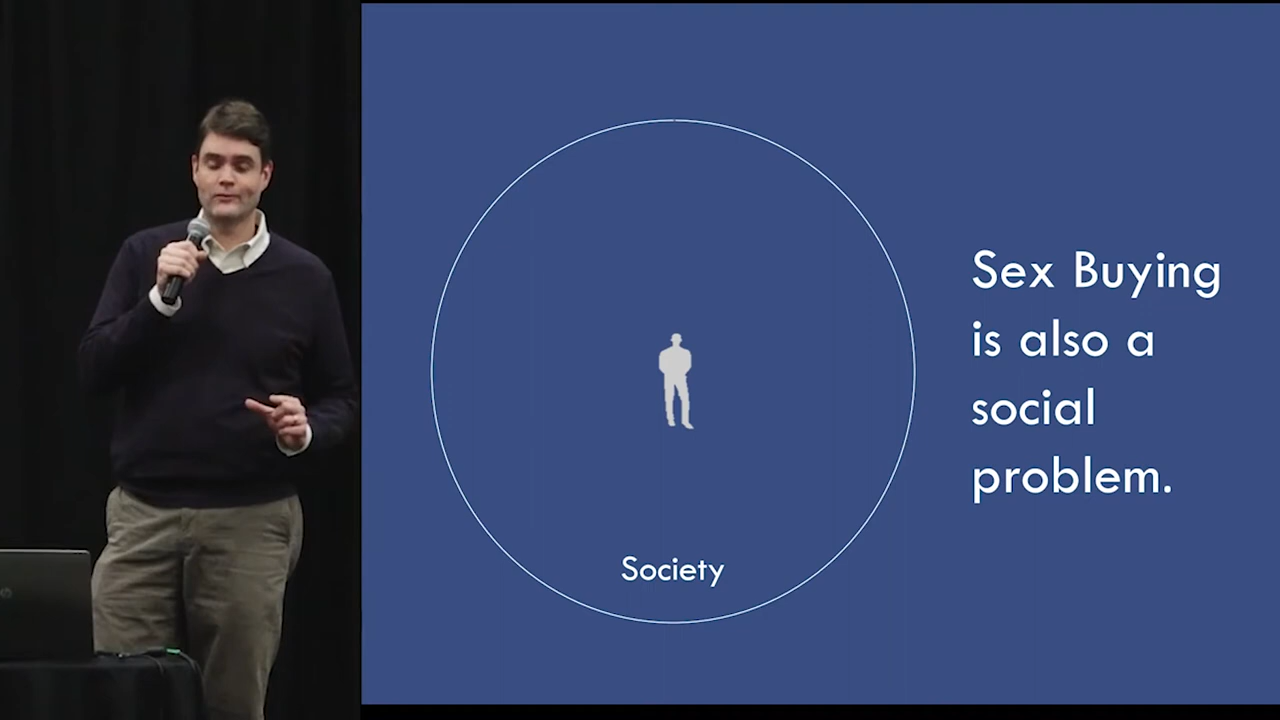 Sex Buying
is also a
social
problem.
Society